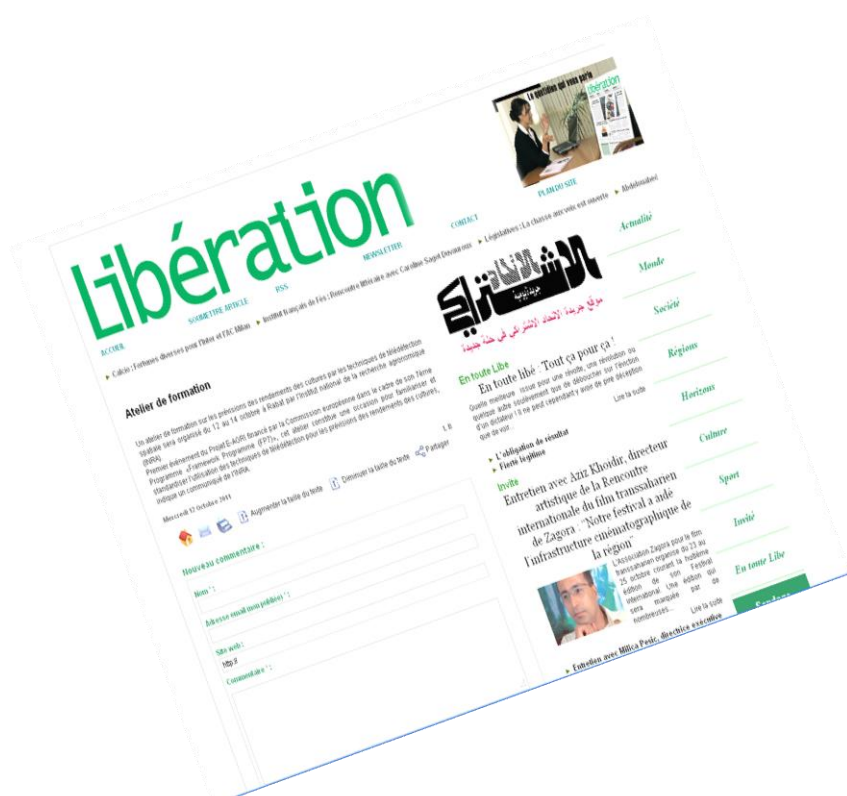 Le quotidien qui vous parle
Libération
libération
ACCUEIL
SOUMETTRE ARTICLE
RSS
NEWSLETTER
CONTACT
PLAN DU SITE
Calcio : Fortunes diverses pour l'Inter et l'AC Milan
Institut français de Fès : Rencontre littéraire avec Caroline Sagot Duvauroux
Législatives : La chasse aux voix est ouverte
Atelier de formation
Un atelier de formation sur les prévisions des rendements des cultures par les techniques de télédétection
spatiale sera organisé du 12 au 14 octobre à Rabat par l'Institut national de la recherche agronomique
(INRA).
Premier événement du Projet E-AGRI financé par la Commission européenne dans le cadre de son 7ème
Programme «Framework Programme (FP7)», cet atelier constitue une occasion pour familiariser et
standardiser l'utilisation des techniques de télédétection pour les prévisions des rendements des cultures,
indique un communiqué de l'INRA.
Mercredi 12 Octobre 2011
Augmenter la taille du texte
Diminuer la taille du texte
Partager
Nouveau commentaire :
Nom * :
Adresse email (non publiée) * :
Site web :
http://
Commentaire * :
الاتحاد
الاشتراكي
جريدة يومية
موقع جريدة الاتحاد الاشتراكي في حلة جديدة
En toute Libe
En toute libé : Tout ça pour ça !
Quelle meilleure issue pour une révolte, une révolution ou
quelque autre soulèvement que de déboucher sur l'éviction
d'un dictateur ! Il ne peut cependant y avoir de pire déception
que de voir...
Lire la suite
L'obligation de résultat
Fierté légitime
Invité
Entretien avec Aziz Khoidir, directeur
artistique de la Rencontre
internationale du film transsaharien
de Zagora : "Notre festival a aidé
l'infrastructure cinématographique de
la région"
L'Association Zagora pour le film
transsaharien organise du 23 au
25 octobre courant la huitième
édition de son Festival
international. Une édition qui
sera marquée par de
nombreuses...
Lire la suite
Entretien avec Milica Pesic, directrice exécutive
Actualité
Monde
Société
Régions
Horizons
Culture
Sport
Invité
En toute Libe